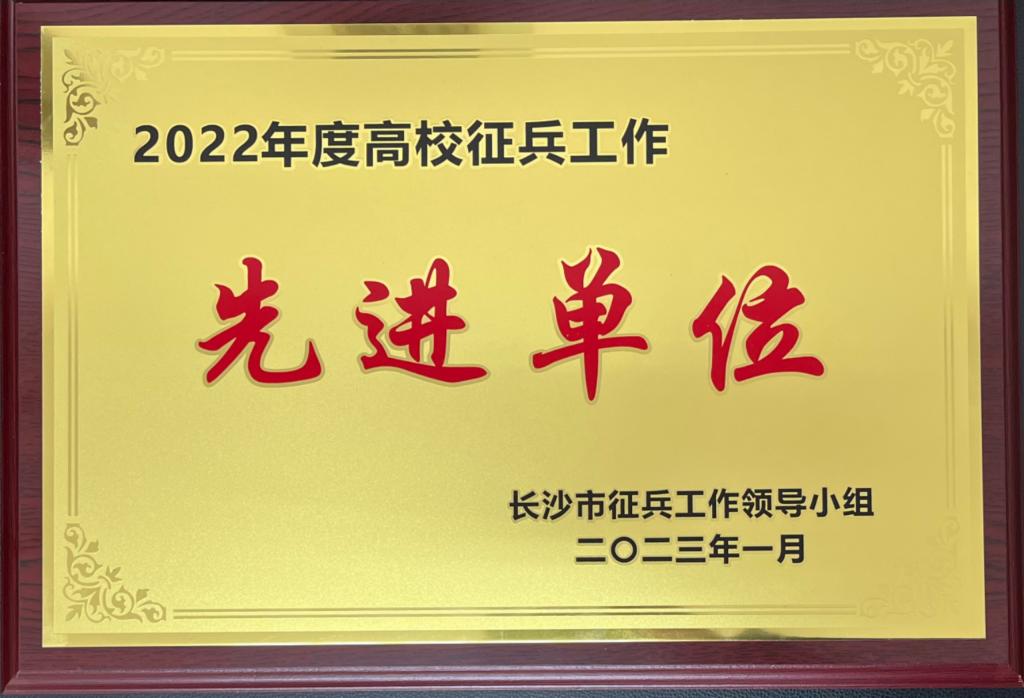 2022年度高校征兵工作
先进单位
长沙市征兵工作领导小组
二〇二三年一月